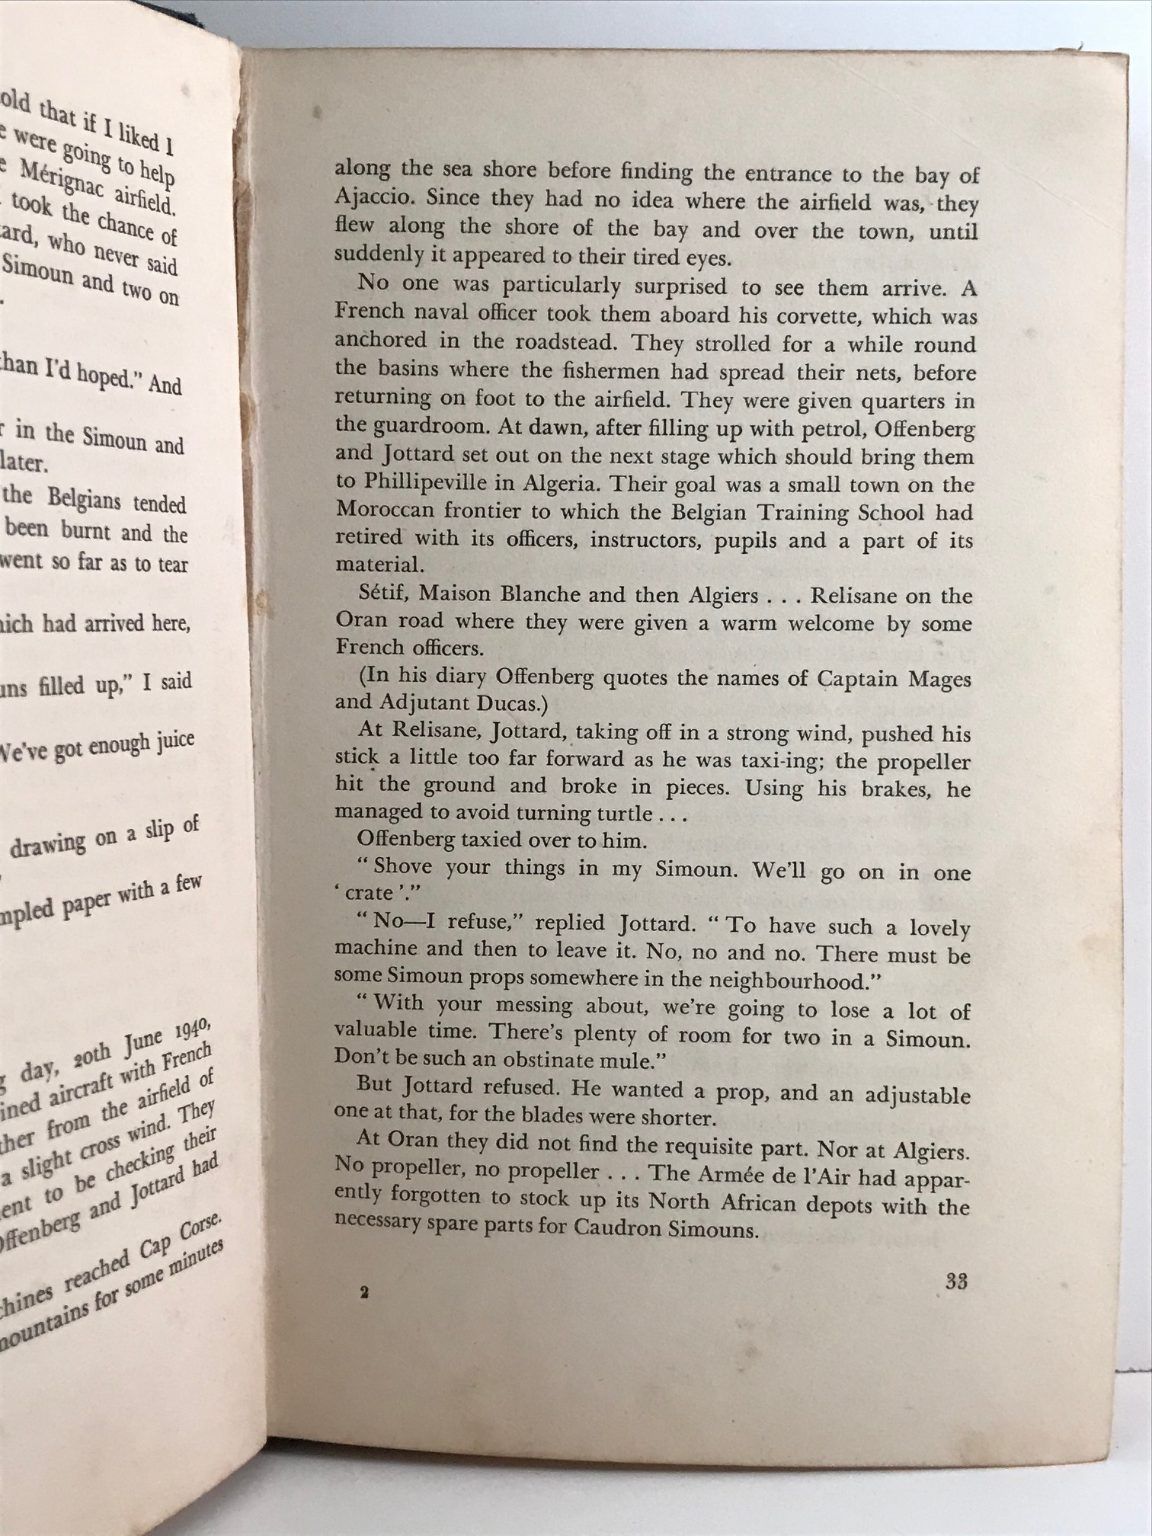 old that if I liked I
were going to help
Mérignac airfield.
took the chance of
ard, who never said
Simoun and two on
than I'd hoped." And
in the Simoun and
later.
the Belgians tended
been burnt and the
went so far as to tear
had arrived here,
filled up," I said
We've got enough juice
drawing on a slip of
paper with a few
day, 20th June 1940,
aircraft with French
from the airfield of
a slight cross wind. They
to be checking their
Offenberg and Jottard had
reached Cap Corse.
mountains for some minutes
along the sea shore before finding the entrance to the bay of
Ajaccio. Since they had no idea where the airfield was, they
flew along the shore of the bay and over the town, until
suddenly it appeared to their tired eyes.
No one was particularly surprised to see them arrive. A
French naval officer took them aboard his corvette, which was
anchored in the roadstead. They strolled for a while round
the basins where the fishermen had spread their nets, before
returning on foot to the airfield. They were given quarters in
the guardroom. At dawn, after filling up with petrol, Offenberg
and Jottard set out on the next stage which should bring them
to Phillipeville in Algeria. Their goal was a small town on the
Moroccan frontier to which the Belgian Training School had
retired with its officers, instructors, pupils and a part of its
material.
Sétif, Maison Blanche and then Algiers . . . Relisane on the
Oran road where they were given a warm welcome by some
French officers.
(In his diary Offenberg quotes the names of Captain Mages
and Adjutant Ducas.)
At Relisane, Jottard, taking off in a strong wind, pushed his
stick a little too far forward as he was taxi-ing; the propeller
hit the ground and broke in pieces. Using his brakes, he
managed to avoid turning turtle . . .
Offenberg taxied over to him.
"Shove your things in my Simoun. We'll go on in one
'crate'."
"No—I refuse," replied Jottard. "To have such a lovely
machine and then to leave it. No, no and no. There must be
some Simoun props somewhere in the neighbourhood."
"With your messing about, we're going to lose a lot of
valuable time. There's plenty of room for two in a Simoun.
Don't be such an obstinate mule."
But Jottard refused. He wanted a prop, and an adjustable
one at that, for the blades were shorter.
At Oran they did not find the requisite part. Nor at Algiers.
No propeller, no propeller . . . The Armée de l'Air had appar-
ently forgotten to stock up its North African depots with the
necessary spare parts for Caudron Simouns.
2
33